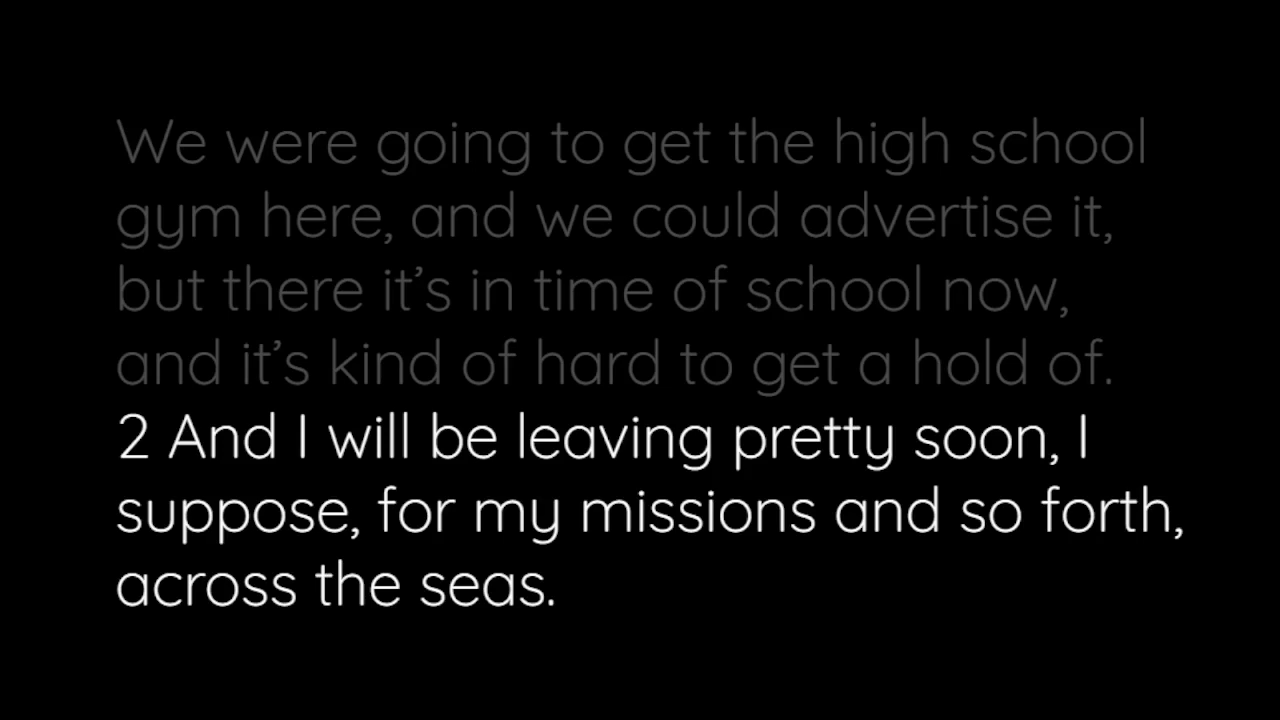 We were going to get the high school
gym here, and we could advertise it,
but there it’s in time of school now,
and it’s kind of hard to get a hold of.
2 And I will be leaving pretty soon, I
suppose, for my missions and so forth,
across the seas.